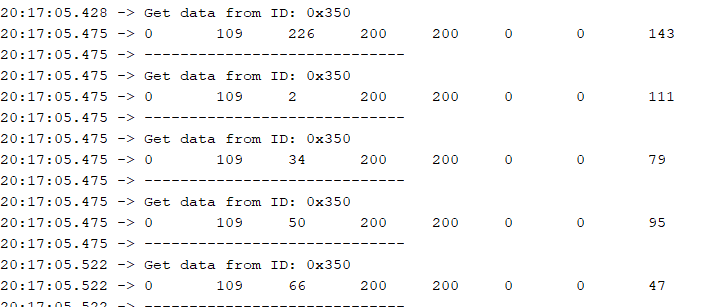 20:17:05.428 -> Get data from ID: 0x350
20:17:05.475 -> 0	109	226	200	200	0	0	143
20:17:05.475 -> -----------------------------
20:17:05.475 -> Get data from ID: 0x350
20:17:05.475 -> 0	109	2	200	200	0	0	111
20:17:05.475 -> -----------------------------
20:17:05.475 -> Get data from ID: 0x350
20:17:05.475 -> 0	109	34	200	200	0	0	79
20:17:05.475 -> -----------------------------
20:17:05.475 -> Get data from ID: 0x350
20:17:05.475 -> 0	109	50	200	200	0	0	95
20:17:05.475 -> -----------------------------
20:17:05.522 -> Get data from ID: 0x350
20:17:05.522 -> 0	109	66	200	200	0	0	47
20:17:05.522 -> -----------------------------